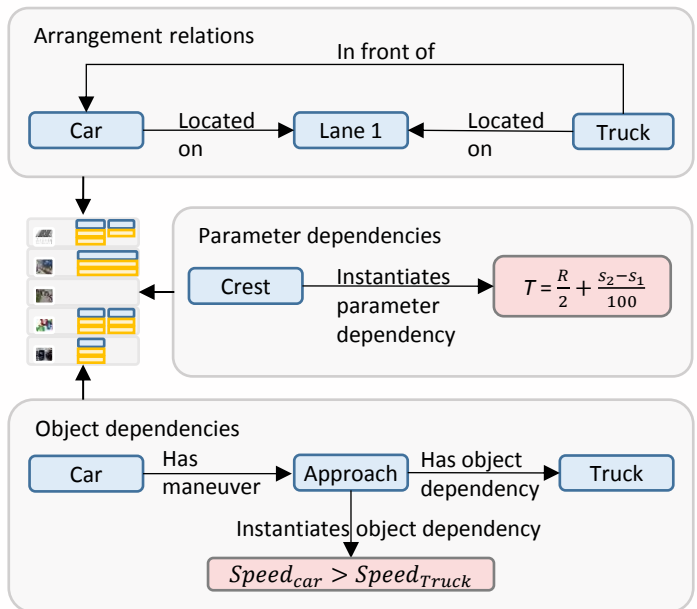 Arrangement relations
In front of
Car
Located
on
Lane 1
Located
on
Truck
Parameter dependencies
Crest
Instantiates
parameter
dependency
T = R/2 + (s₂−s₁)/100
Object dependencies
Car
Has
maneuver
Approach
Has object
dependency
Truck
Instantiates object dependency
Speed_car > Speed_Truck